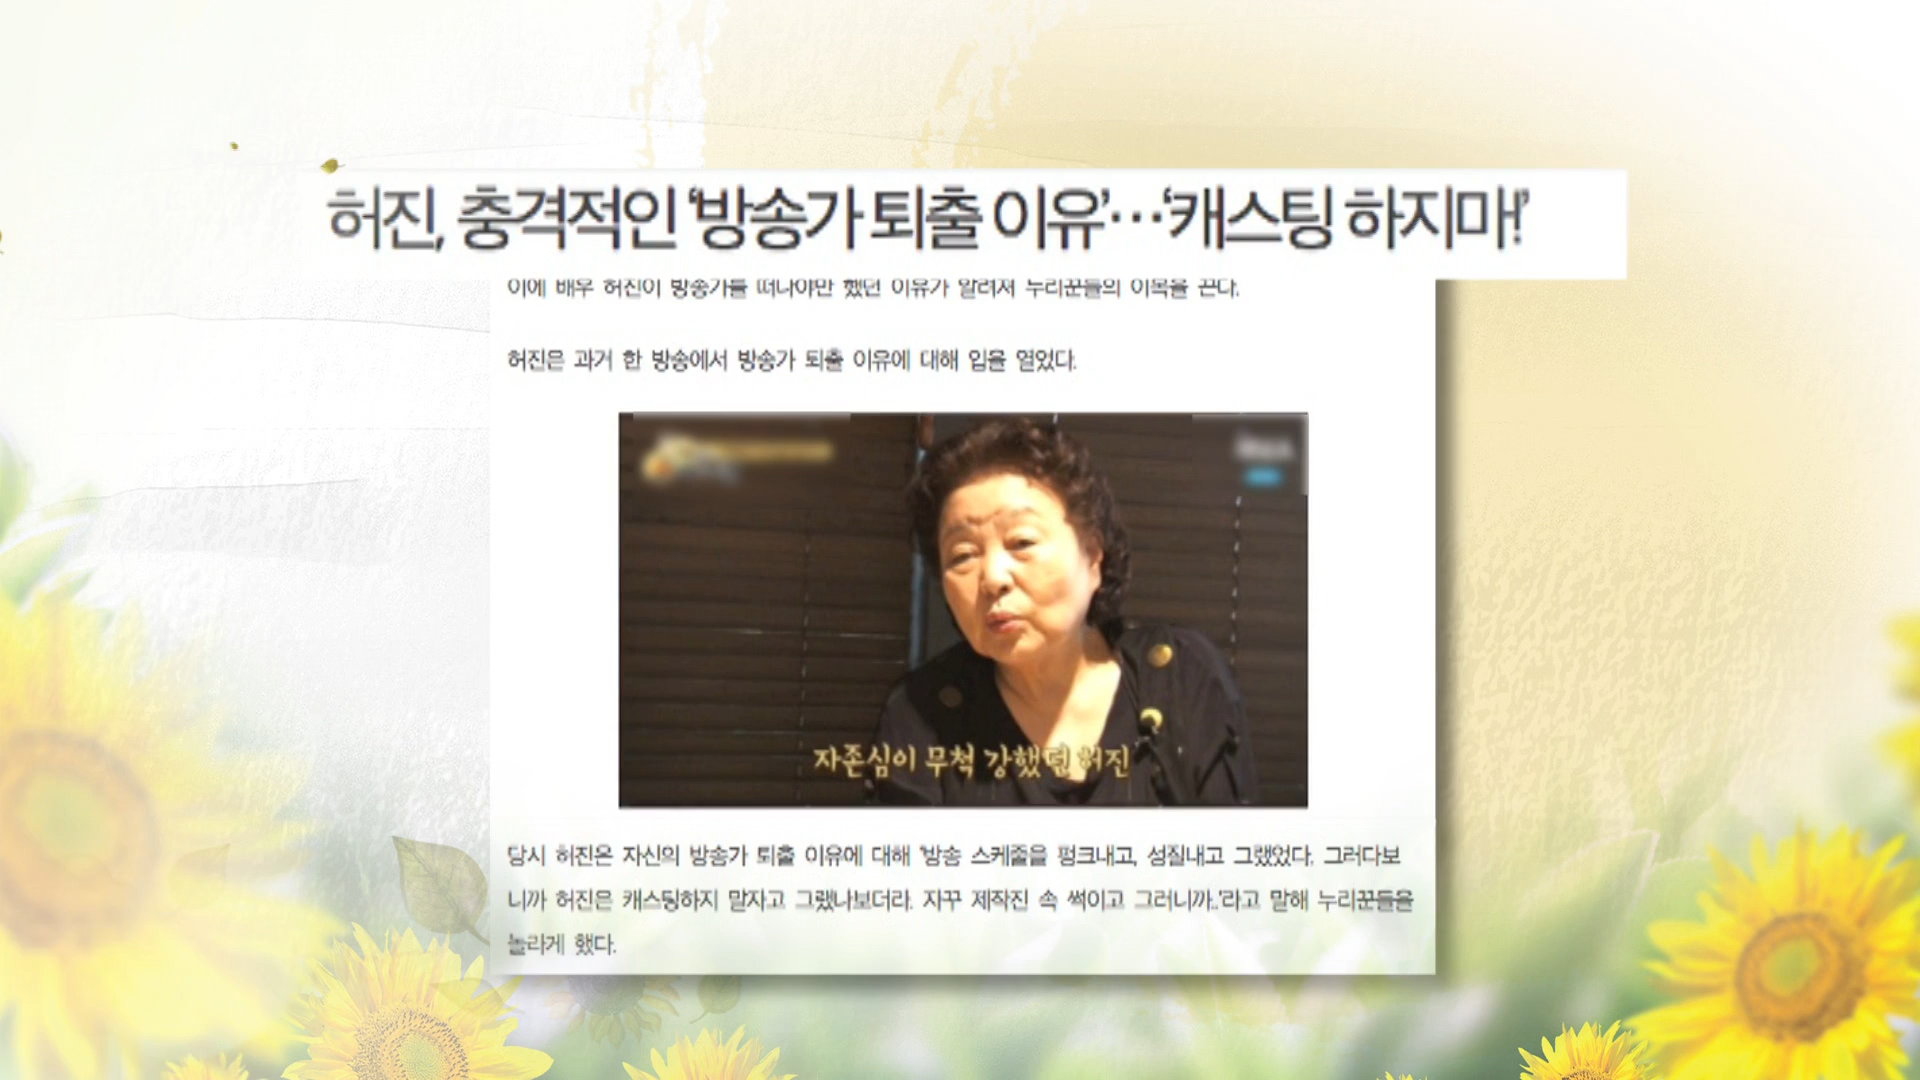 허진, 충격적인 '방송가 퇴출 이유'…'캐스팅 하지마!'
이에 배우 허진이 방송가를 떠나야만 했던 이유가 알려져 누리꾼들의 이목을 끈다.
허진은 과거 한 방송에서 방송가 퇴출 이유에 대해 입을 열었다.
자존심이 무척 강했던 허진
당시 허진은 자신의 방송가 퇴출 이유에 대해 "방송 스케줄을 펑크내고, 성질내고 그랬었다. 그러다보
니까 허진은 캐스팅하지 말자고 그랬나보더라. 자꾸 제작진 속 썩이고 그러니까.."라고 말해 누리꾼들을
놀라게 했다.